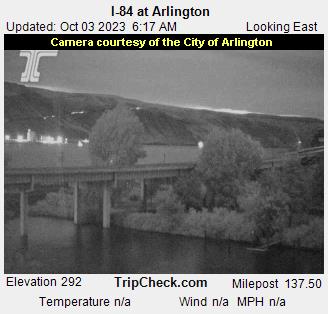 I-84 at Arlington
Updated: Oct 03 2023 6:17 AM Looking East
Camera courtesy of the City of Arlington
Elevation 292 TripCheck.com Milepost 137.50
Temperature n/a Wind n/a MPH n/a